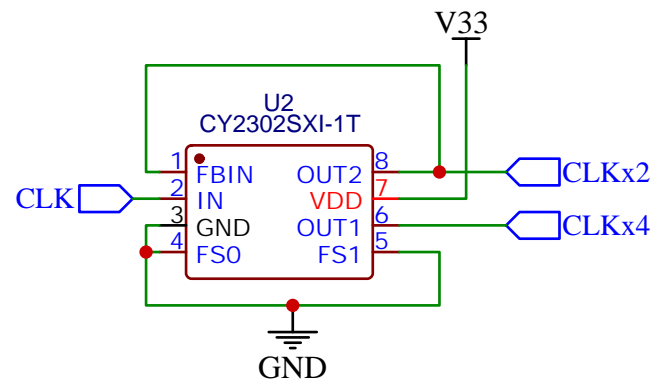 V33
U2
CY2302SXI-1T
1 FBIN OUT2 8 CLKx2
CLK 2 IN VDD 7
3 GND OUT1 6 CLKx4
4 FS0 FS1 5
GND